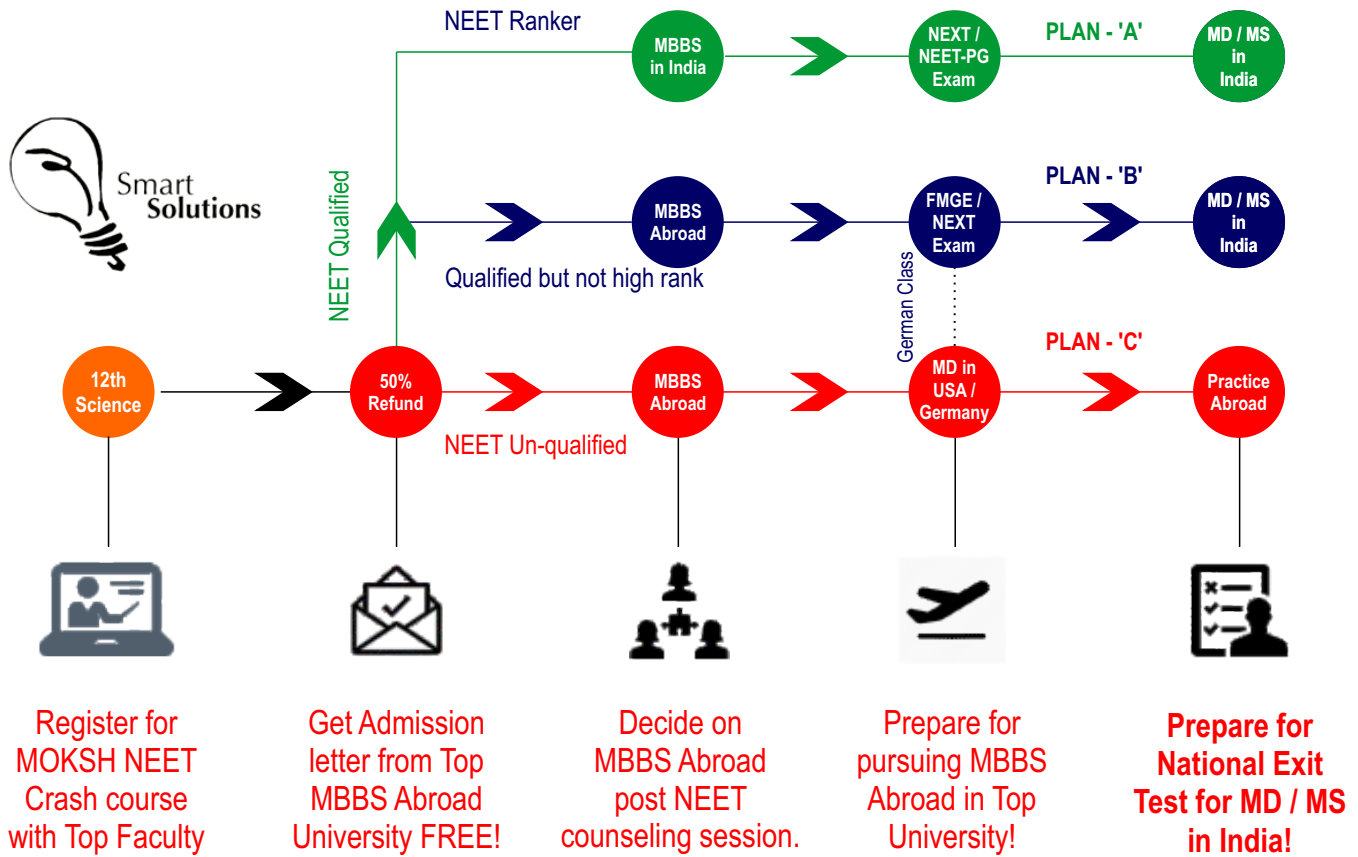 NEET Ranker
MBBS
in India
NEXT /
NEET-PG
Exam
PLAN - 'A'
MD / MS
in
India
Smart
Solutions
NEET Qualified
MBBS
Abroad
Qualified but not high rank
FMGE /
NEXT
Exam
PLAN - 'B'
MD / MS
in
India
German Class
12th
Science
50%
Refund
NEET Un-qualified
MBBS
Abroad
MD in
USA /
Germany
PLAN - 'C'
Practice
Abroad
Register for
MOKSH NEET
Crash course
with Top Faculty
Get Admission
letter from Top
MBBS Abroad
University FREE!
Decide on
MBBS Abroad
post NEET
counseling session.
Prepare for
pursuing MBBS
Abroad in Top
University!
Prepare for
National Exit
Test for MD / MS
in India!